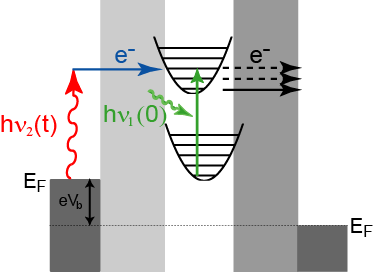 e⁻ e⁻
hν₁(0)
hν₂(t)
E_F
eV_b
E_F